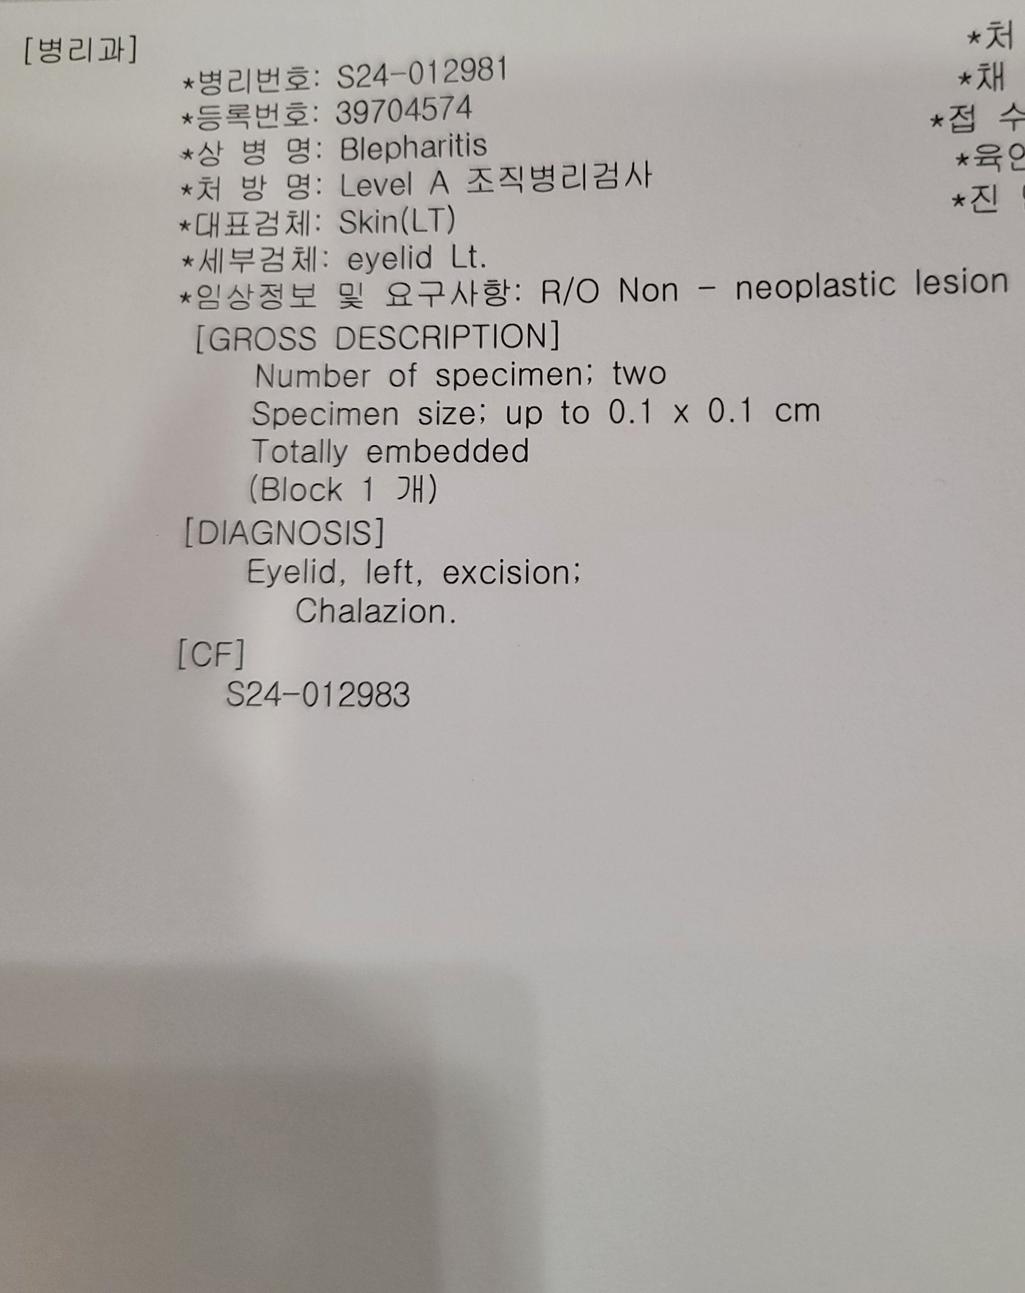 [병리과]
*처
*병리번호: S24-012981
*채
*등록번호: 39704574
*접 수
*상 병 명: Blepharitis
*육안
*처 방 명: Level A 조직병리검사
*진
*대표검체: Skin(LT)
*세부검체: eyelid Lt.
*임상정보 및 요구사항: R/O Non - neoplastic lesion
[GROSS DESCRIPTION]
Number of specimen; two
Specimen size; up to 0.1 x 0.1 cm
Totally embedded
(Block 1 개)
[DIAGNOSIS]
Eyelid, left, excision;
Chalazion.
[CF]
S24-012983